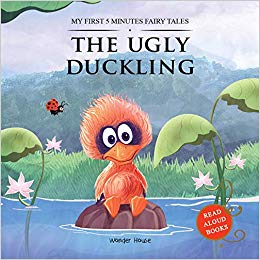 MY FIRST 5 MINUTES FAIRY TALES
THE UGLY
DUCKLING
READ
ALOUD
BOOKS
Wonder House